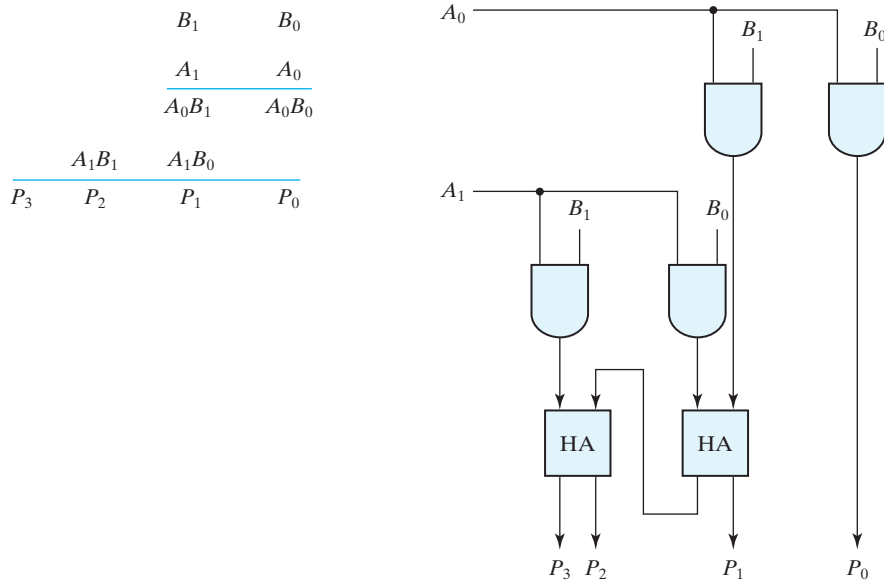 B₁ B₀
A₁ A₀
A₀B₁ A₀B₀
A₁B₁ A₁B₀
P₃ P₂ P₁ P₀
A₀
B₁ B₀
A₁
B₁ B₀
HA HA
P₃ P₂ P₁ P₀